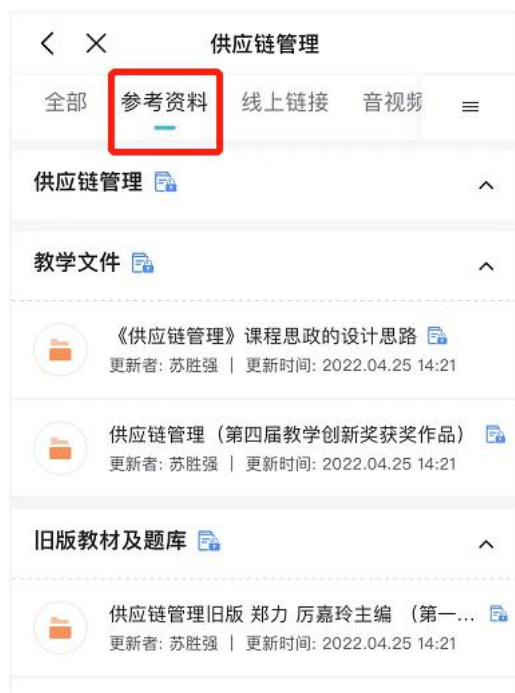 供应链管理
全部 参考资料 线上链接 音视频
供应链管理
教学文件
《供应链管理》课程思政的设计思路
更新者: 苏胜强 | 更新时间: 2022.04.25 14:21
供应链管理（第四届教学创新奖获奖作品）
更新者: 苏胜强 | 更新时间: 2022.04.25 14:21
旧版教材及题库
供应链管理旧版 郑力 厉嘉玲主编 （第一...
更新者: 苏胜强 | 更新时间: 2022.04.25 14:21